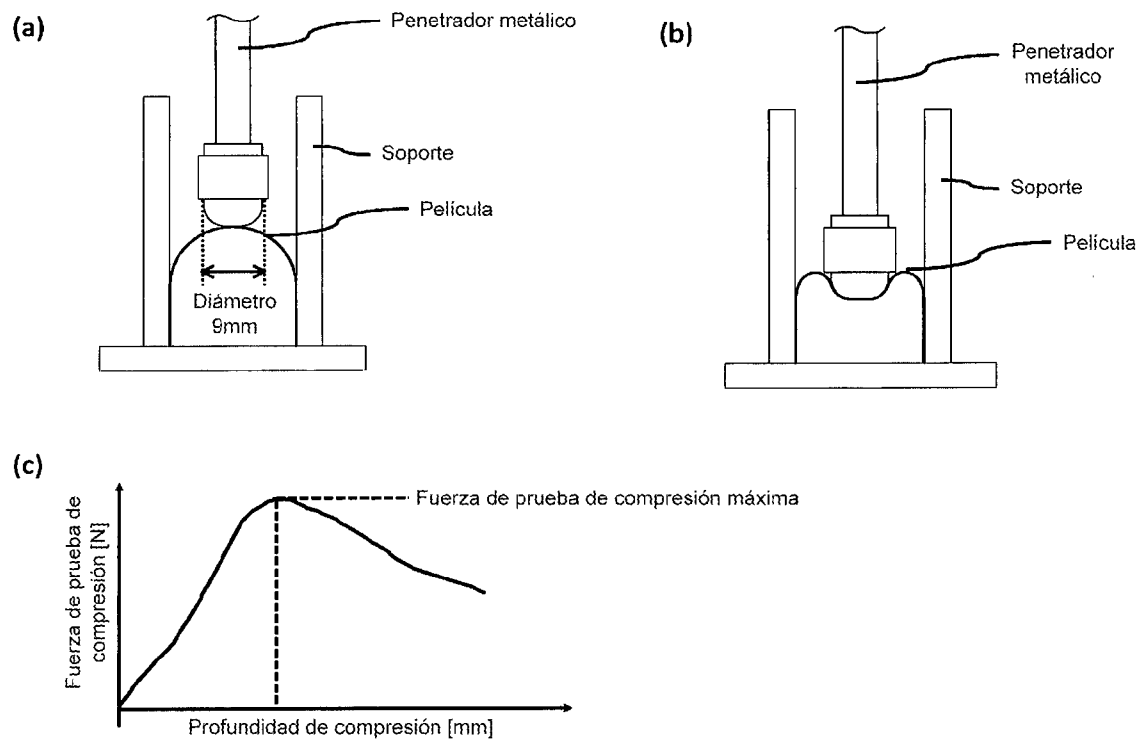 (a)
Penetrador metálico
Soporte
Película
Diámetro
9mm
(b)
Penetrador
metálico
Soporte
Película
(c)
Fuerza de prueba de
compresión [N]
Fuerza de prueba de compresión máxima
Profundidad de compresión [mm]